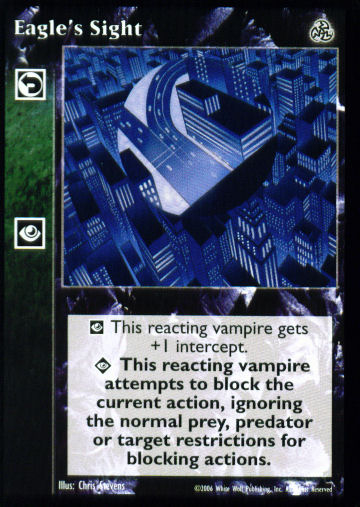 Eagle's Sight
This reacting vampire gets
+1 intercept.
This reacting vampire
attempts to block the
current action, ignoring
the normal prey, predator
or target restrictions for
blocking actions.
Illus: Chris Stevens
©2006 White Wolf Publishing, Inc. All Rights Reserved